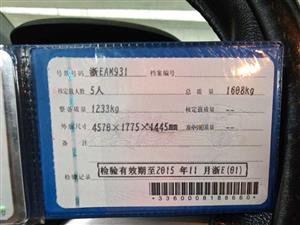 号牌号码 浙EAM931 档案编号
核定载人数 5人 总质量 1608kg
整备质量 1233kg 核定载质量 --
外廓尺寸 4570×1775×1445mm 准牵引总质量 --
备注
检验有效期至2015年11月浙E(01)
检验记录
*3360008188660*